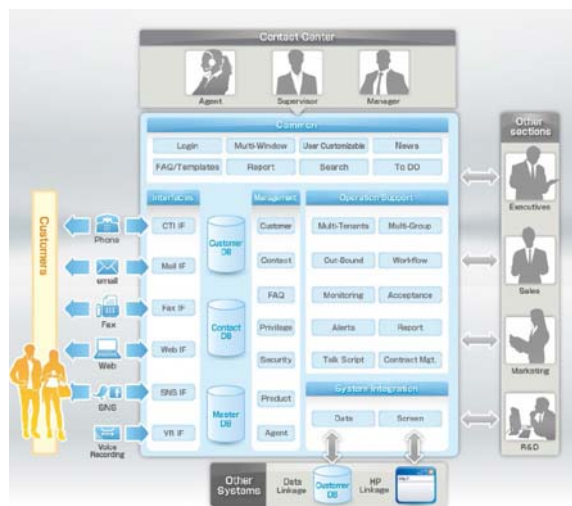 Contact Center
Agent
Supervisor
Manager
Common
Login
Multi-Window
User Customizable
News
FAQ/Templates
Report
Search
To DO
Other
sections
Executives
Sales
Marketing
R&D
Customers
Phone
email
Fax
Web
SNS
Voice
Recording
Interfaces
CTI IF
Mail IF
Fax IF
Web IF
SNS IF
VR IF
Customer
DB
Contact
DB
Master
DB
Management
Customer
Contact
FAQ
Privilege
Security
Product
Agent
Operation Support
Multi-Tenants
Multi-Group
Out-Bound
Workflow
Monitoring
Acceptance
Alerts
Report
Talk Script
Contract Mgt.
System Integration
Data
Screen
Other
Systems
Data
Linkage
Customer
DB
HP
Linkage